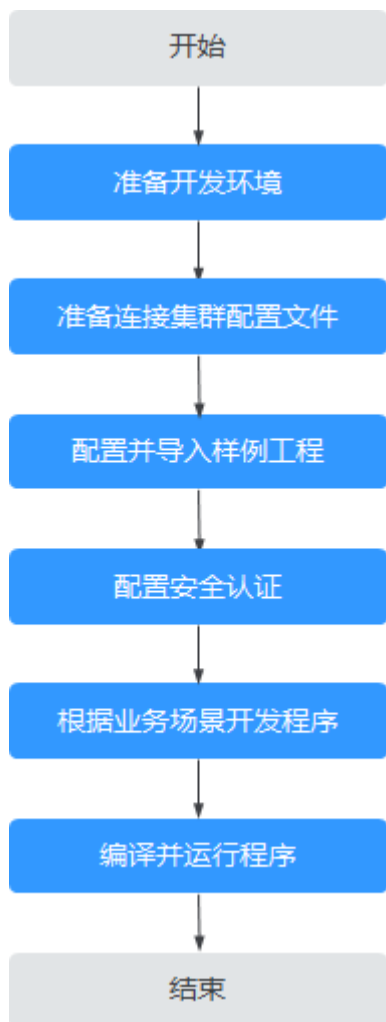 开始
准备开发环境
准备连接集群配置文件
配置并导入样例工程
配置安全认证
根据业务场景开发程序
编译并运行程序
结束